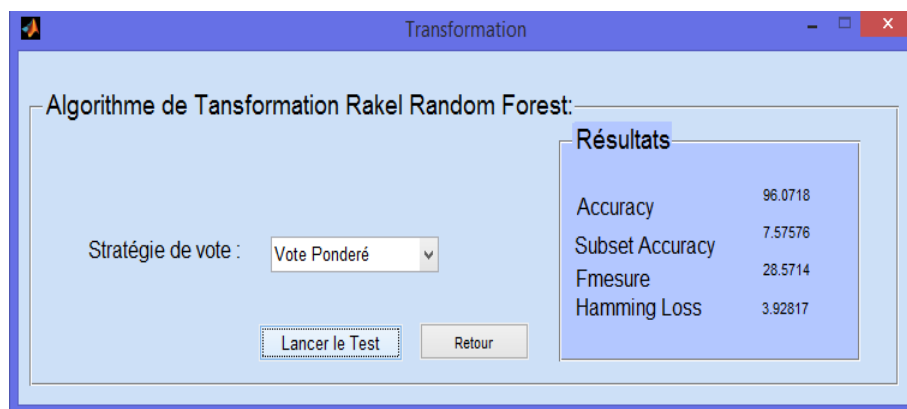 Transformation
Algorithme de Tansformation Rakel Random Forest:
Résultats
Accuracy 96.0718
Subset Accuracy 7.57576
Fmesure 28.5714
Hamming Loss 3.92817
Stratégie de vote : Vote Ponderé
Lancer le Test Retour